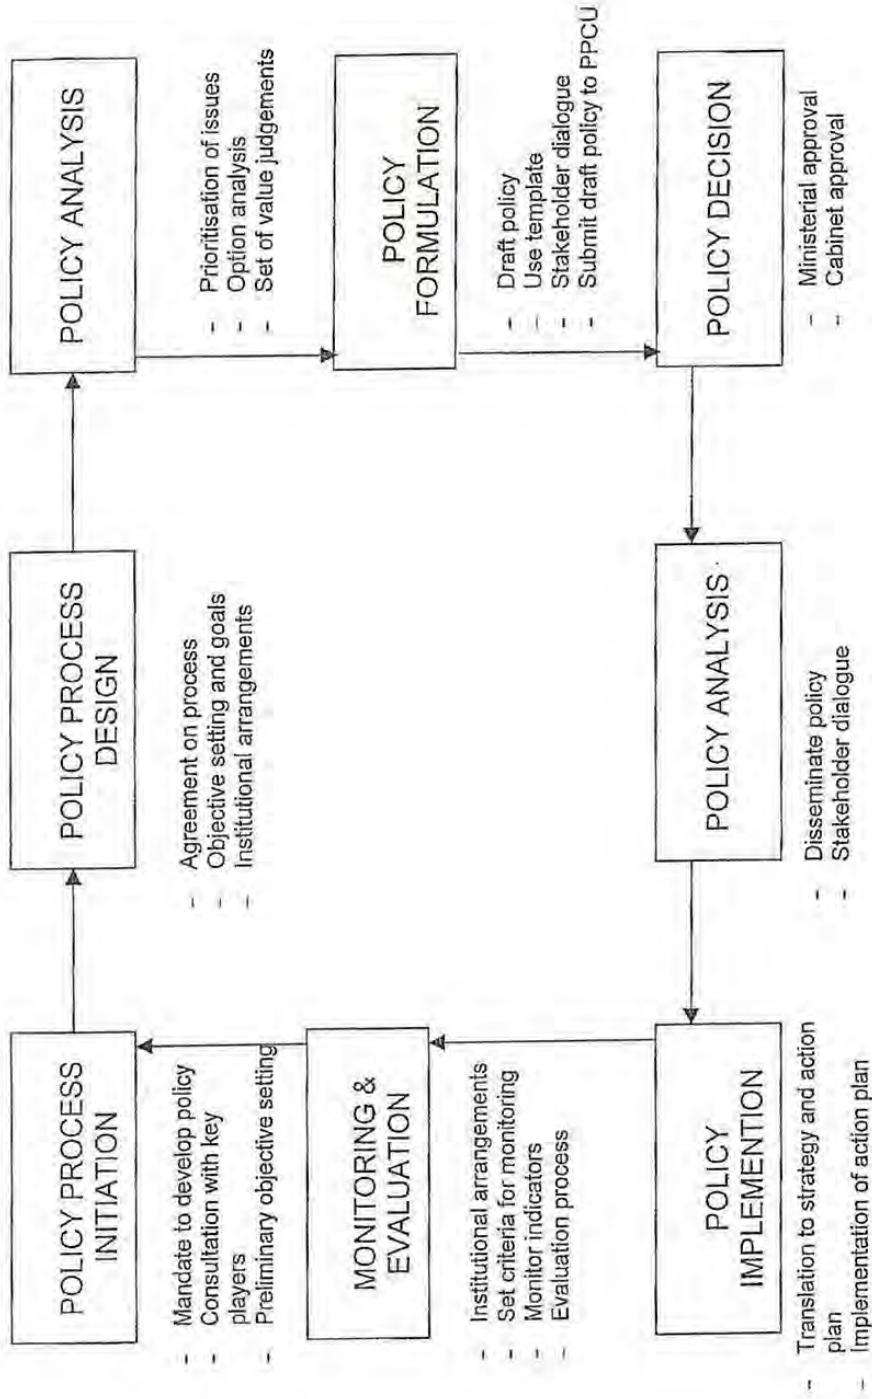 POLICY PROCESS
INITIATION
- Mandate to develop policy
- Consultation with key
players
- Preliminary objective setting
POLICY PROCESS
DESIGN
- Agreement on process
- Objective setting and goals
- Institutional arrangements
POLICY ANALYSIS
- Prioritisation of issues
- Option analysis
- Set of value judgements
POLICY
FORMULATION
- Draft policy
- Use template
- Stakeholder dialogue
- Submit draft policy to PPCU
POLICY DECISION
- Ministerial approval
- Cabinet approval
POLICY ANALYSIS
- Disseminate policy
- Stakeholder dialogue
POLICY
IMPLEMENTION
- Translation to strategy and action
plan
- Implementation of action plan
MONITORING &
EVALUATION
- Institutional arrangements
- Set criteria for monitoring
- Monitor indicators
- Evaluation process